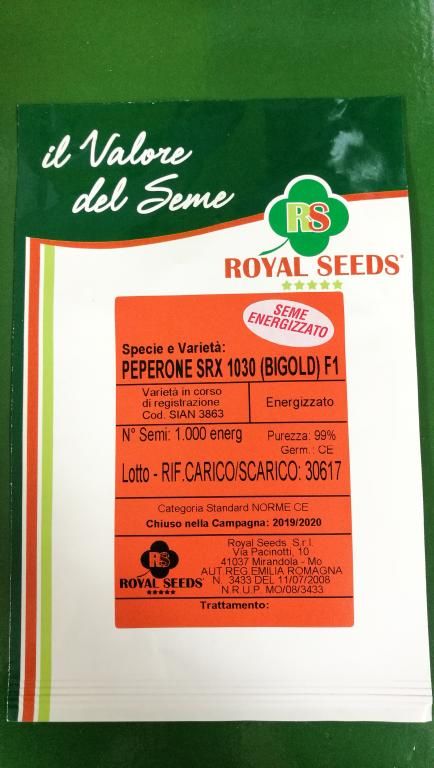 il Valore
del Seme
RS
ROYAL SEEDS®
SEME
ENERGIZZATO
Specie e Varietà:
PEPERONE SRX 1030 (BIGOLD) F1
Varietà in corso
di registrazione
Cod. SIAN 3863
Energizzato
N° Semi: 1.000 energ
Purezza: 99%
Germ.: CE
Lotto - RIF.CARICO/SCARICO: 30617
Categoria Standard NORME CE
Chiuso nella Campagna: 2019/2020
RS
ROYAL SEEDS®
Royal Seeds S.r.l.
Via Pacinotti, 10
41037 Mirandola - Mo
AUT.REG.EMILIA ROMAGNA
N. 3433 DEL 11/07/2008
N.R.U.P. MO/08/3433
Trattamento: